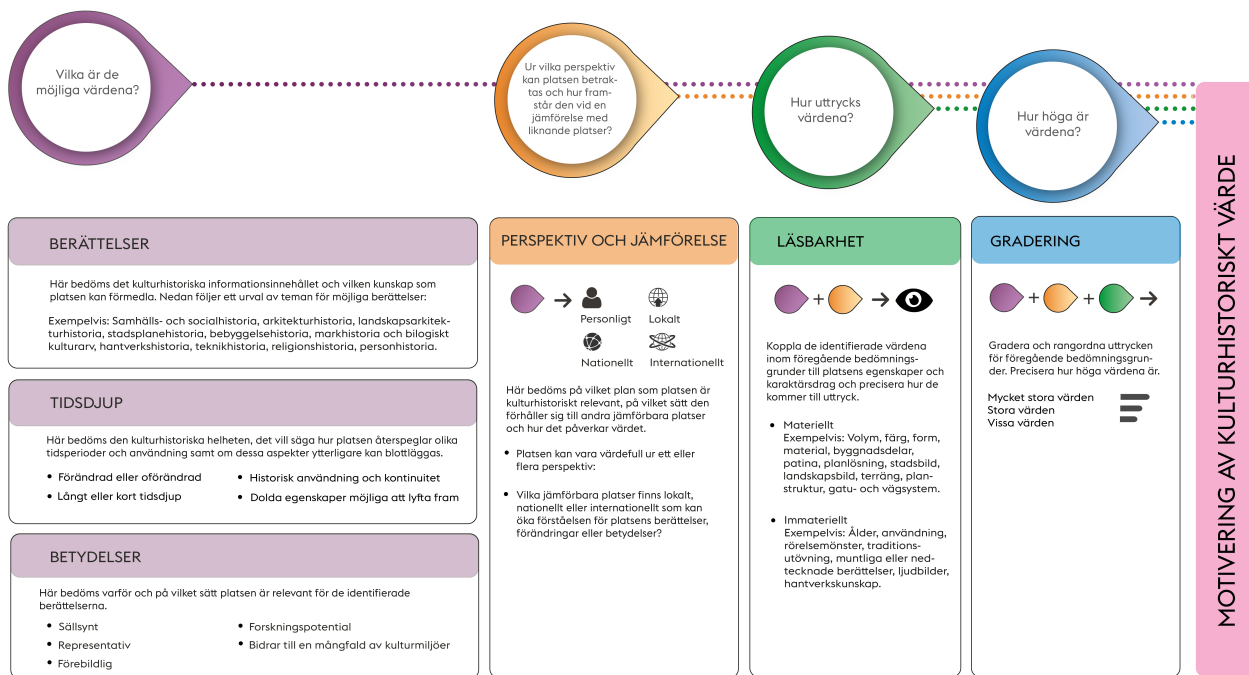 Vilka är de
möjliga värdena?
Ur vilka perspektiv
kan platsen betrak-
tas och hur fram-
står den vid en
jämförelse med
liknande platser?
Hur uttrycks
värdena?
Hur höga är
värdena?
BERÄTTELSER
Här bedöms det kulturhistoriska informationsinnehållet och vilken kunskap som
platsen kan förmedla. Nedan följer ett urval av teman för möjliga berättelser:
Exempelvis: Samhälls- och socialhistoria, arkitekturhistoria, landskapsarkitek-
turhistoria, stadsplanehistoria, bebyggelsehistoria, markhistoria och bilogiskt
kulturarv, hantverkshistoria, teknikhistoria, religionshistoria, personhistoria.
TIDSDJUP
Här bedöms den kulturhistoriska helheten, det vill säga hur platsen återspeglar olika
tidsperioder och användning samt om dessa aspekter ytterligare kan blottläggas.
• Förändrad eller oförändrad
• Långt eller kort tidsdjup
• Historisk användning och kontinuitet
• Dolda egenskaper möjliga att lyfta fram
BETYDELSER
Här bedöms varför och på vilket sätt platsen är relevant för de identifierade
berättelserna.
• Sällsynt
• Representativ
• Förebildlig
• Forskningspotential
• Bidrar till en mångfald av kulturmiljöer
PERSPEKTIV OCH JÄMFÖRELSE
Personligt
Lokalt
Nationellt
Internationellt
Här bedöms på vilket plan som platsen är
kulturhistoriskt relevant, på vilket sätt den
förhåller sig till andra jämförbara platser
och hur det påverkar värdet.
• Platsen kan vara värdefull ur ett eller
flera perspektiv:
• Vilka jämförbara platser finns lokalt,
nationellt eller internationellt som kan
öka förståelsen för platsens berättelser,
förändringar eller betydelser?
LÄSBARHET
+
Koppla de identifierade värdena
inom föregående bedömnings-
grunder till platsens egenskaper och
karaktärsdrag och precisera hur de
kommer till uttryck.
• Materiellt
Exempelvis: Volym, färg, form,
material, byggnadsdelar,
patina, planlösning, stadsbild,
landskapsbild, terräng, plan-
struktur, gatu- och vägsystem.
• Immateriellt
Exempelvis: Ålder, användning,
rörelsemönster, traditions-
utövning, muntliga eller ned-
tecknade berättelser, ljudbilder,
hantverkskunskap.
GRADERING
+ +
Gradera och rangordna uttrycken
för föregående bedömningsgrun-
der. Precisera hur höga värdena är.
Mycket stora värden
Stora värden
Vissa värden
MOTIVERING AV KULTURHISTORISKT VÄRDE